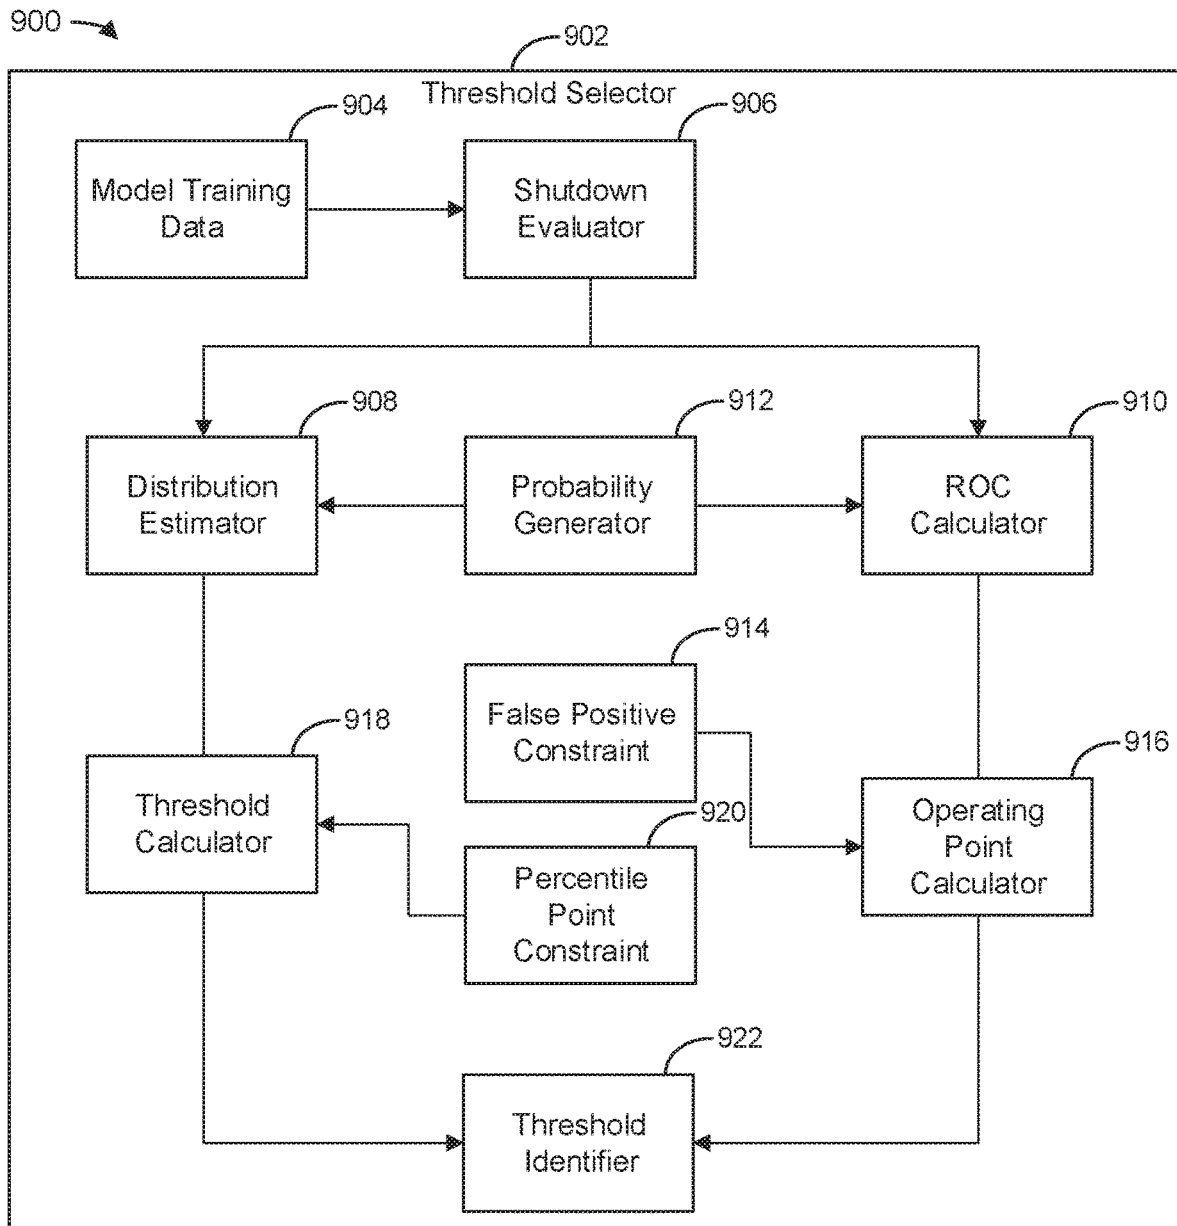 900
902
Threshold Selector
904
906
Model Training
Data
Shutdown
Evaluator
908
912
910
Distribution
Estimator
Probability
Generator
ROC
Calculator
914
918
False Positive
Constraint
916
Threshold
Calculator
920
Operating
Point
Calculator
Percentile
Point
Constraint
922
Threshold
Identifier